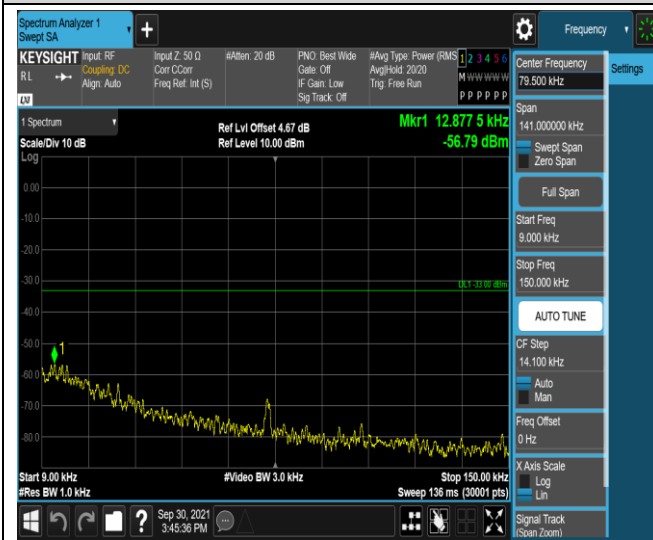 Spectrum Analyzer 1
Swept SA
+
Frequency
KEYSIGHT
RL
LXI
Input: RF
Coupling: DC
Align: Auto
Input Z: 50 Ω
Corr CCorr
Freq Ref: Int (S)
#Atten: 20 dB
PNO: Best Wide
Gate: Off
IF Gain: Low
Sig Track: Off
#Avg Type: Power (RMS
Avg|Hold: 20/20
Trig: Free Run
1 2 3 4 5 6
M W W W W W
P P P P P P
Center Frequency
79.500 kHz
Settings
Span
141.000000 kHz
Swept Span
Zero Span
Full Span
Start Freq
9.000 kHz
Stop Freq
150.000 kHz
AUTO TUNE
CF Step
14.100 kHz
Auto
Man
Freq Offset
0 Hz
X Axis Scale
Log
Lin
Signal Track
(Span Zoom)
1 Spectrum
Scale/Div 10 dB
Log
Ref Lvl Offset 4.67 dB
Ref Level 10.00 dBm
Mkr1 12.877 5 kHz
-56.79 dBm
0.00
-10.0
-20.0
-30.0
DL1 -33.00 dBm
-40.0
-50.0
1
-60.0
-70.0
-80.0
Start 9.00 kHz
#Res BW 1.0 kHz
#Video BW 3.0 kHz
Stop 150.00 kHz
Sweep 136 ms (30001 pts)
?
Sep 30, 2021
3:45:36 PM